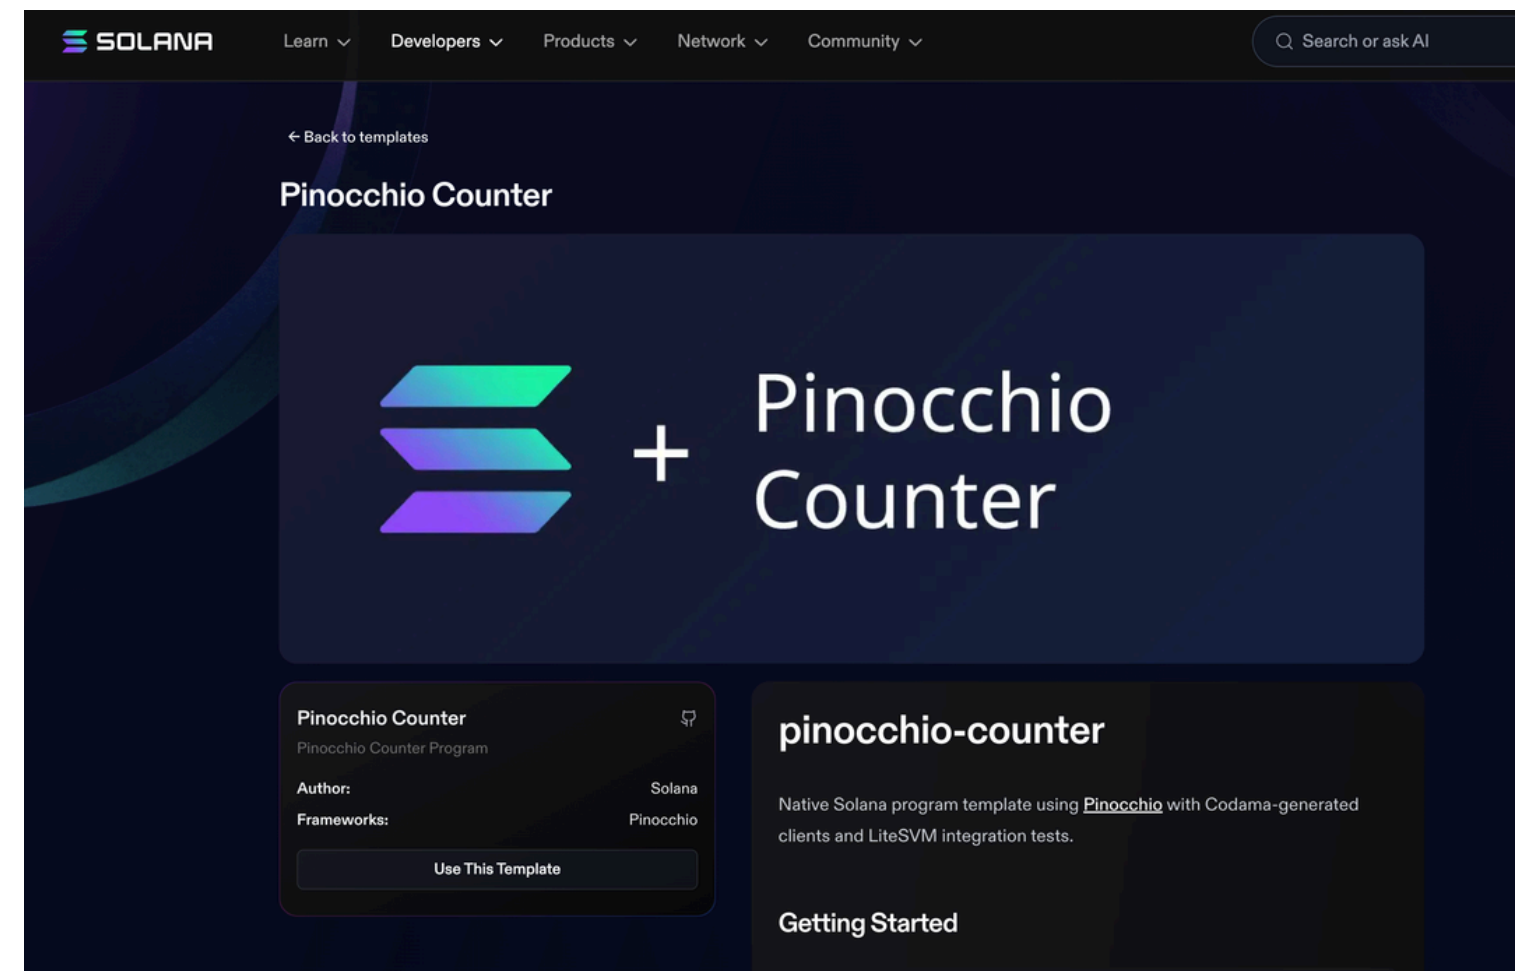 SOLANA
Learn
Developers
Products
Network
Community
Search or ask AI
← Back to templates
Pinocchio Counter
+ Pinocchio
Counter
Pinocchio Counter
Pinocchio Counter Program
Author: Solana
Frameworks: Pinocchio
Use This Template
pinocchio-counter
Native Solana program template using Pinocchio with Codama-generated
clients and LiteSVM integration tests.
Getting Started